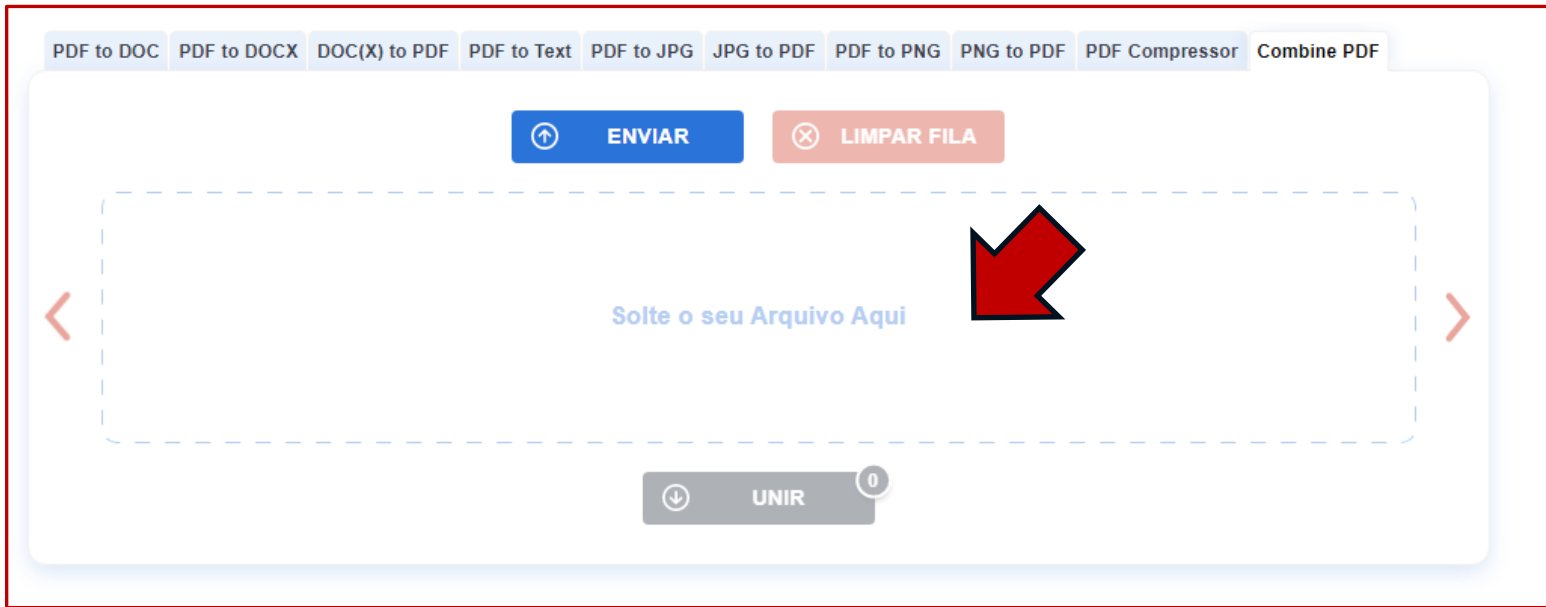 PDF to DOC PDF to DOCX DOC(X) to PDF PDF to Text PDF to JPG JPG to PDF PDF to PNG PNG to PDF PDF Compressor Combine PDF
ENVIAR LIMPAR FILA
Solte o seu Arquivo Aqui
UNIR 0